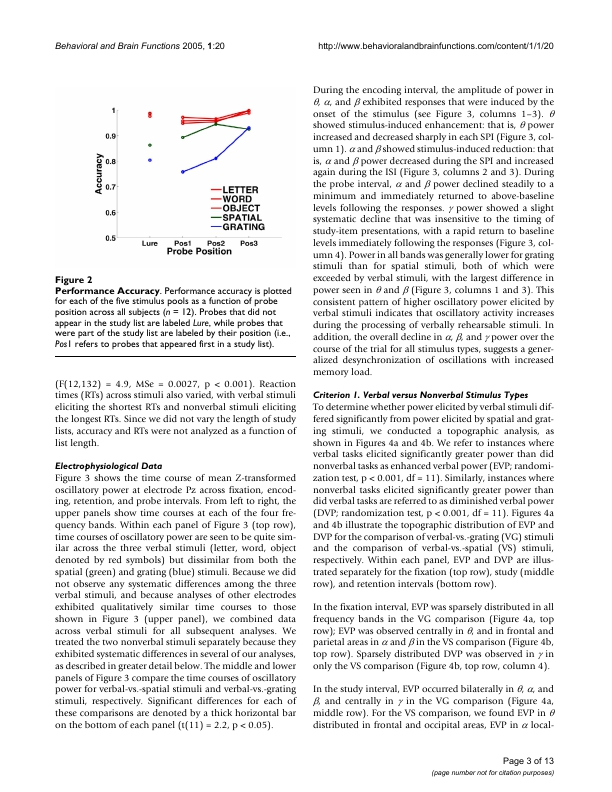 Behavioral and Brain Functions 2005, 1:20
http://www.behavioralandbrainfunctions.com/content/1/1/20
1
0.9
0.8
0.7
0.6
0.5
Accuracy
LETTER
WORD
OBJECT
SPATIAL
GRATING
Lure Pos1 Pos2 Pos3
Probe Position
Figure 2
Performance Accuracy. Performance accuracy is plotted
for each of the five stimulus pools as a function of probe
position across all subjects (n = 12). Probes that did not
appear in the study list are labeled Lure, while probes that
were part of the study list are labeled by their position (i.e.,
Pos1 refers to probes that appeared first in a study list).
(F(12,132) = 4.9, MSe = 0.0027, p < 0.001). Reaction
times (RTs) across stimuli also varied, with verbal stimuli
eliciting the shortest RTs and nonverbal stimuli eliciting
the longest RTs. Since we did not vary the length of study
lists, accuracy and RTs were not analyzed as a function of
list length.
Electrophysiological Data
Figure 3 shows the time course of mean Z-transformed
oscillatory power at electrode Pz across fixation, encod-
ing, retention, and probe intervals. From left to right, the
upper panels show time courses at each of the four fre-
quency bands. Within each panel of Figure 3 (top row),
time courses of oscillatory power are seen to be quite sim-
ilar across the three verbal stimuli (letter, word, object
denoted by red symbols) but dissimilar from both the
spatial (green) and grating (blue) stimuli. Because we did
not observe any systematic differences among the three
verbal stimuli, and because analyses of other electrodes
exhibited qualitatively similar time courses to those
shown in Figure 3 (upper panel), we combined data
across verbal stimuli for all subsequent analyses. We
treated the two nonverbal stimuli separately because they
exhibited systematic differences in several of our analyses,
as described in greater detail below. The middle and lower
panels of Figure 3 compare the time courses of oscillatory
power for verbal-vs.-spatial stimuli and verbal-vs.-grating
stimuli, respectively. Significant differences for each of
these comparisons are denoted by a thick horizontal bar
on the bottom of each panel (t(11) = 2.2, p < 0.05).
During the encoding interval, the amplitude of power in
θ, α, and β exhibited responses that were induced by the
onset of the stimulus (see Figure 3, columns 1–3). θ
showed stimulus-induced enhancement: that is, θ power
increased and decreased sharply in each SPI (Figure 3, col-
umn 1). α and β showed stimulus-induced reduction: that
is, α and β power decreased during the SPI and increased
again during the ISI (Figure 3, columns 2 and 3). During
the probe interval, α and β power declined steadily to a
minimum and immediately returned to above-baseline
levels following the responses. γ power showed a slight
systematic decline that was insensitive to the timing of
study-item presentations, with a rapid return to baseline
levels immediately following the responses (Figure 3, col-
umn 4). Power in all bands was generally lower for grating
stimuli than for spatial stimuli, both of which were
exceeded by verbal stimuli, with the largest difference in
power seen in θ and β (Figure 3, columns 1 and 3). This
consistent pattern of higher oscillatory power elicited by
verbal stimuli indicates that oscillatory activity increases
during the processing of verbally rehearsable stimuli. In
addition, the overall decline in α, β, and γ power over the
course of the trial for all stimulus types, suggests a gener-
alized desynchronization of oscillations with increased
memory load.
Criterion 1. Verbal versus Nonverbal Stimulus Types
To determine whether power elicited by verbal stimuli dif-
fered significantly from power elicited by spatial and grat-
ing stimuli, we conducted a topographic analysis, as
shown in Figures 4a and 4b. We refer to instances where
verbal tasks elicited significantly greater power than did
nonverbal tasks as enhanced verbal power (EVP; randomi-
zation test, p < 0.001, df = 11). Similarly, instances where
nonverbal tasks elicited significantly greater power than
did verbal tasks are referred to as diminished verbal power
(DVP; randomization test, p < 0.001, df = 11). Figures 4a
and 4b illustrate the topographic distribution of EVP and
DVP for the comparison of verbal-vs.-grating (VG) stimuli
and the comparison of verbal-vs.-spatial (VS) stimuli,
respectively. Within each panel, EVP and DVP are illus-
trated separately for the fixation (top row), study (middle
row), and retention intervals (bottom row).
In the fixation interval, EVP was sparsely distributed in all
frequency bands in the VG comparison (Figure 4a, top
row); EVP was observed centrally in θ, and in frontal and
parietal areas in α and β in the VS comparison (Figure 4b,
top row). Sparsely distributed DVP was observed in γ in
only the VS comparison (Figure 4b, top row, column 4).
In the study interval, EVP occurred bilaterally in θ, α, and
β, and centrally in γ in the VG comparison (Figure 4a,
middle row). For the VS comparison, we found EVP in θ
distributed in frontal and occipital areas, EVP in α local-
Page 3 of 13
(page number not for citation purposes)